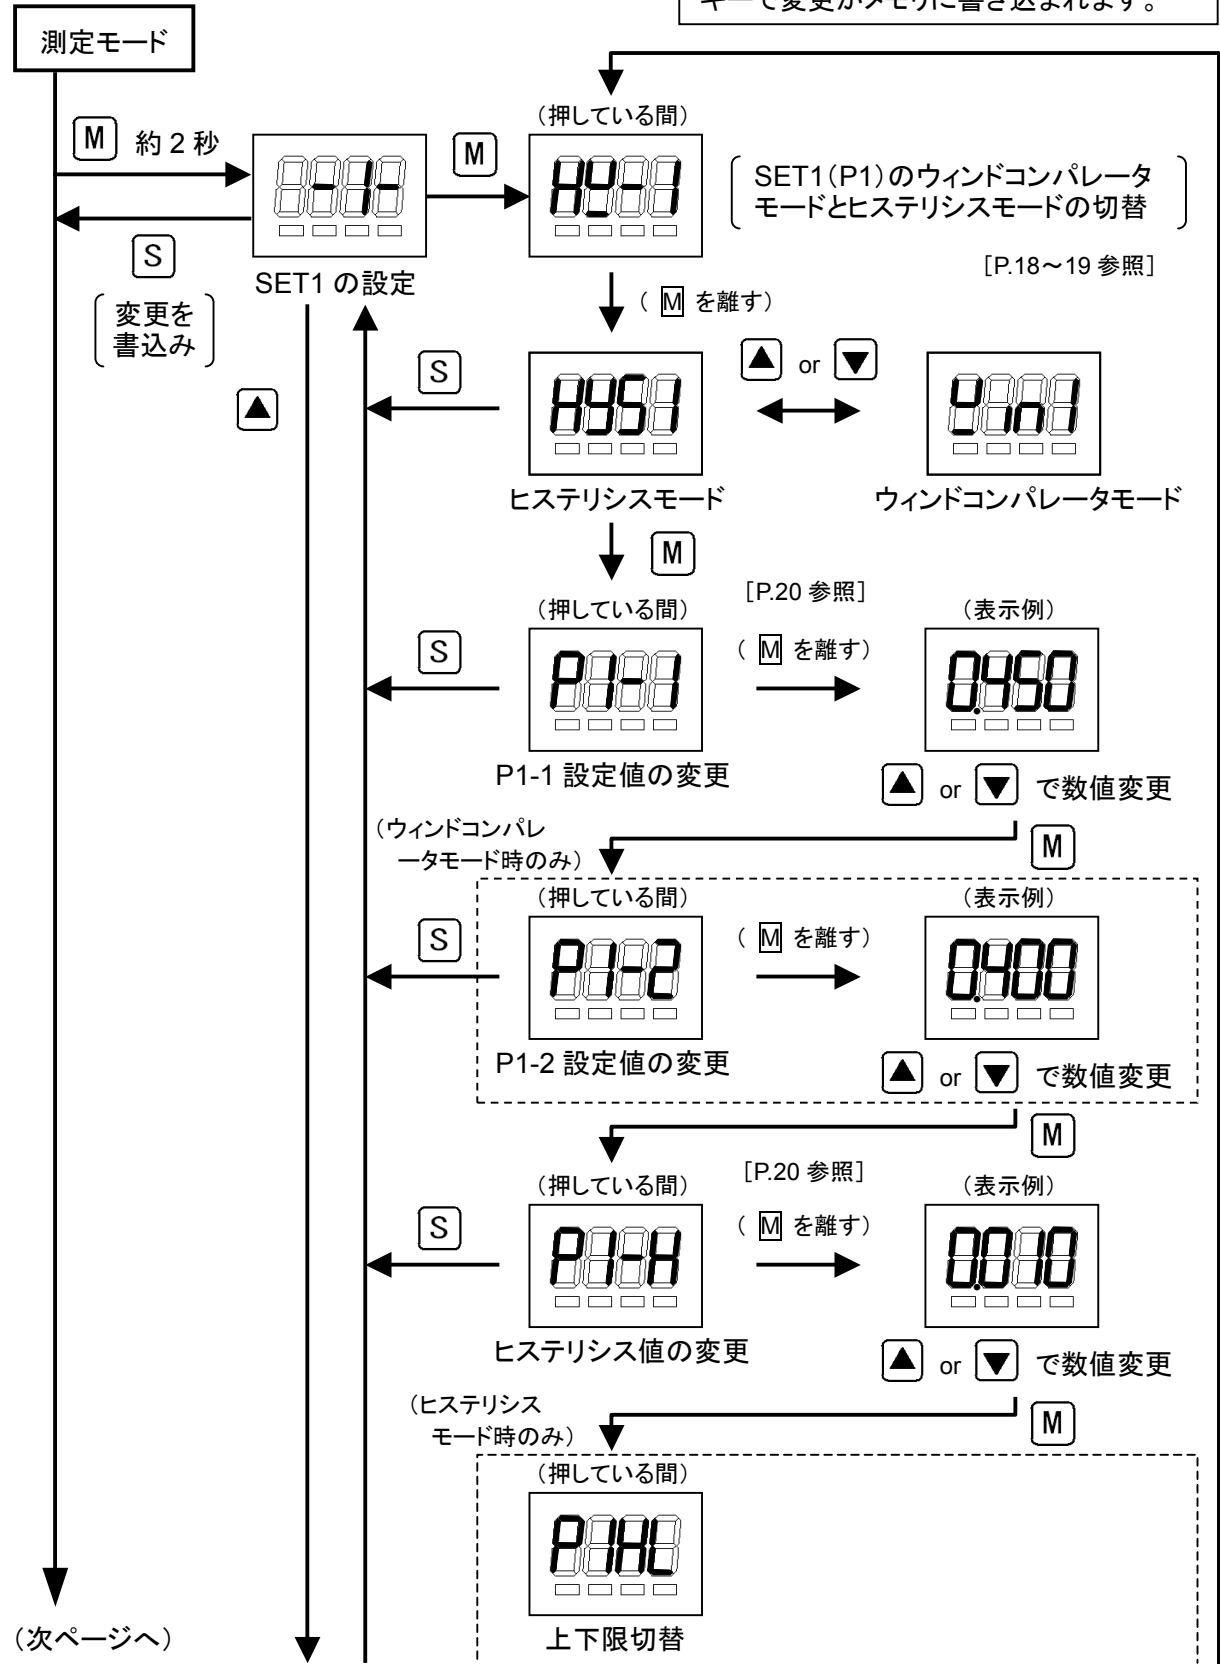 キーで変更がメモリに書き込まれます。
測定モード
（押している間）
M 約2秒
-1-
M
HY-1
SET1（P1）のウィンドコンパレータ
モードとヒステリシスモードの切替
S
SET1 の設定
［P.18～19 参照］
変更を
書込み
（ M を離す）
S
▲ or ▼
▲
HYS1
Yin1
ヒステリシスモード
ウィンドコンパレータモード
M
（押している間）
［P.20 参照］
（表示例）
S
P1-1
（ M を離す）
0.450
P1-1 設定値の変更
▲ or ▼ で数値変更
（ウィンドコンパレ
ータモード時のみ）
M
（押している間）
（表示例）
S
P1-2
（ M を離す）
0.400
P1-2 設定値の変更
▲ or ▼ で数値変更
M
（押している間）
［P.20 参照］
（表示例）
S
P1-H
（ M を離す）
0.010
ヒステリシス値の変更
▲ or ▼ で数値変更
（ヒステリシス
モード時のみ）
M
（押している間）
P1HL
（次ページへ）
上下限切替